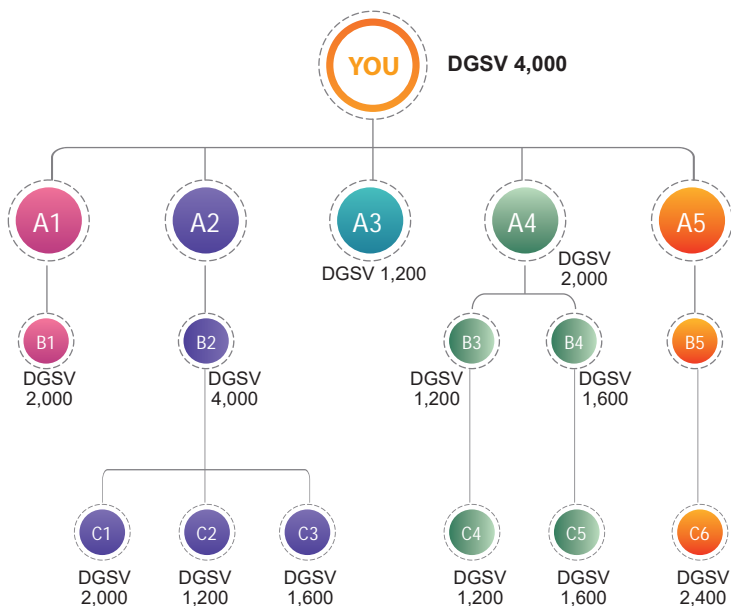 YOU
DGSV 4,000
A1
A2
A3
A4
A5
DGSV 1,200
DGSV
2,000
B1
B2
B3
B4
B5
DGSV
2,000
DGSV
4,000
DGSV
1,200
DGSV
1,600
C1
C2
C3
C4
C5
C6
DGSV
2,000
DGSV
1,200
DGSV
1,600
DGSV
1,200
DGSV
1,600
DGSV
2,400